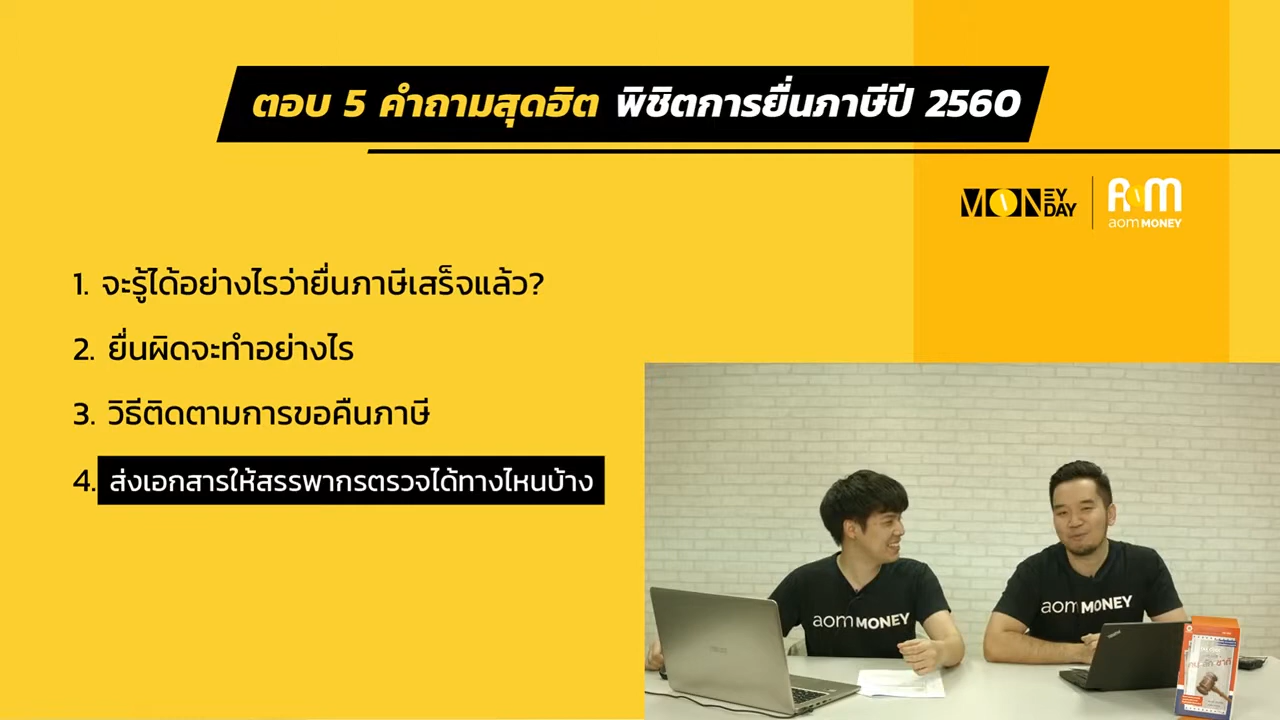 ตอบ 5 คำถามสุดฮิต พิชิตการยื่นภาษีปี 2560
MONEY DAY
AOM
aom MONEY
1. จะรู้ได้อย่างไรว่ายื่นภาษีเสร็จแล้ว?
2. ยื่นผิดจะทำอย่างไร
3. วิธีติดตามการขอคืนภาษี
4. ส่งเอกสารให้สรรพากรตรวจได้ทางไหนบ้าง
aom MONEY
aom MONEY